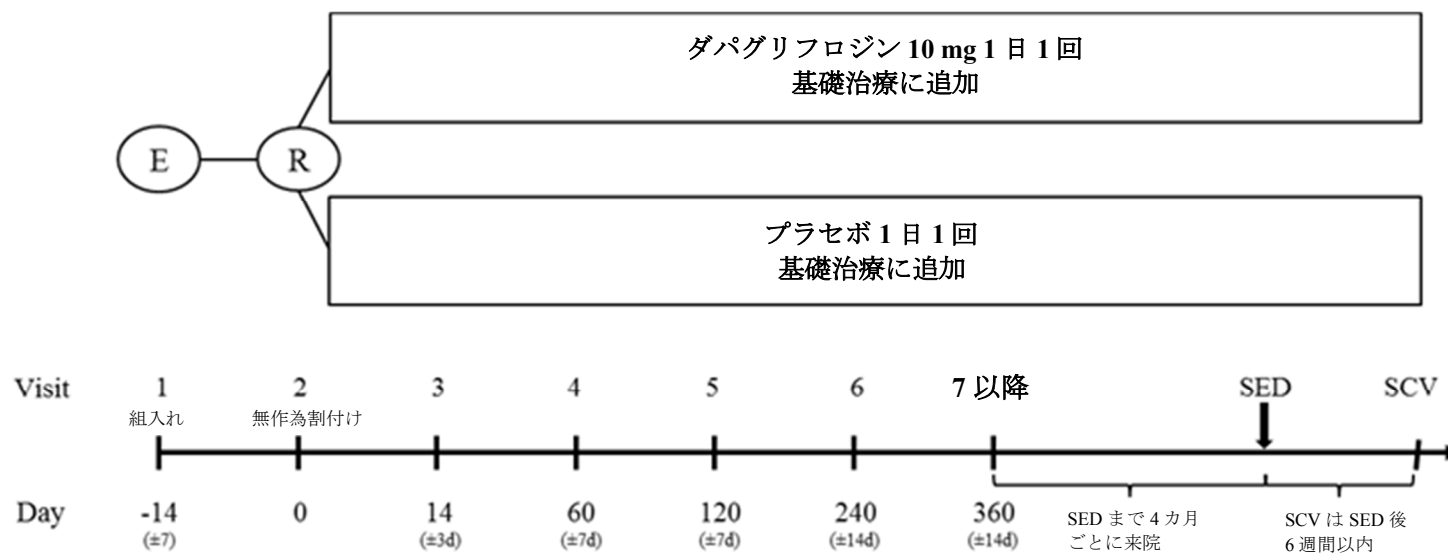 ダパグリフロジン 10 mg 1 日 1 回
基礎治療に追加
E
R
プラセボ 1 日 1 回
基礎治療に追加
Visit 1 2 3 4 5 6 7 以降 SED SCV
組入れ 無作為割付け
Day -14 0 14 60 120 240 360
(±7) (±3d) (±7d) (±7d) (±14d) (±14d)
SED まで 4 カ月
ごとに来院
SCV は SED 後
6 週間以内